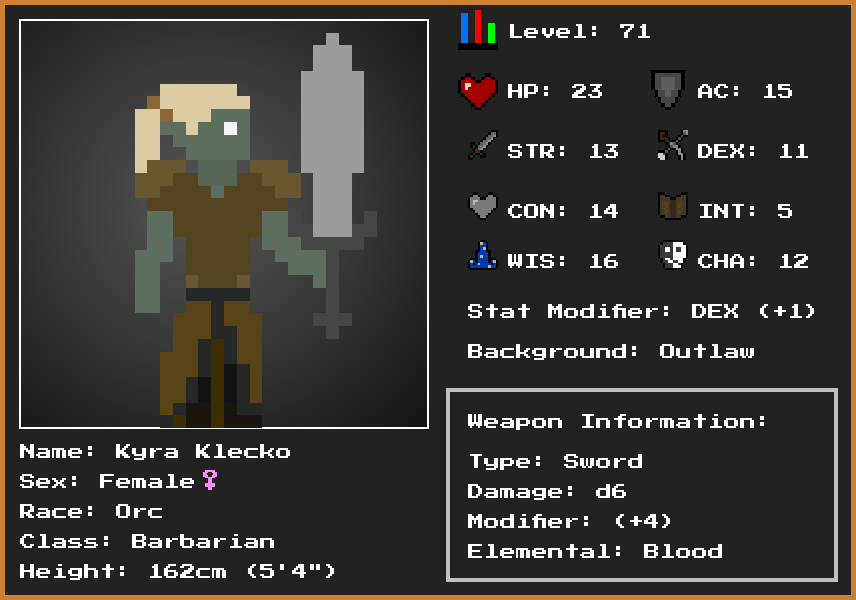 Level: 71
HP: 23 AC: 15
STR: 13 DEX: 11
CON: 14 INT: 5
WIS: 16 CHA: 12
Stat Modifier: DEX (+1)
Background: Outlaw
Weapon Information:
Type: Sword
Damage: d6
Modifier: (+4)
Elemental: Blood
Name: Kyra Klecko
Sex: Female♀
Race: Orc
Class: Barbarian
Height: 162cm (5'4")